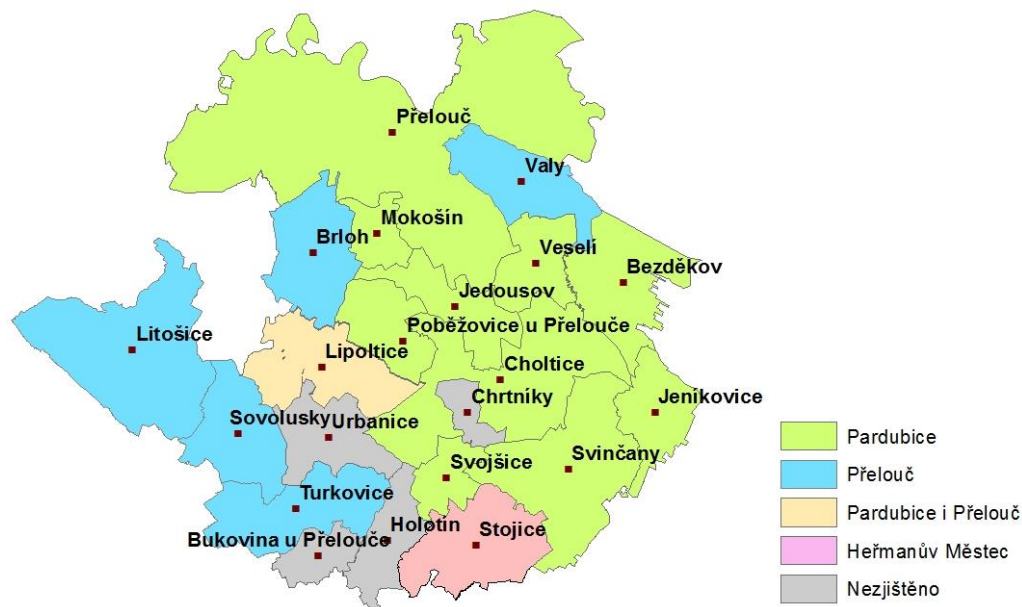 Přelouč
Valy
Mokošín
Brloh
Veselí
Bezděkov
Jedousov
Poběžovice u Přelouče
Litošice
Lipoltice
Choltice
Chrtníky
Jeníkovice
Sovolusky
Urbanice
Svojšice
Svinčany
Turkovice
Holotín
Stojice
Bukovina u Přelouče
Pardubice
Přelouč
Pardubice i Přelouč
Heřmanův Městec
Nezjištěno